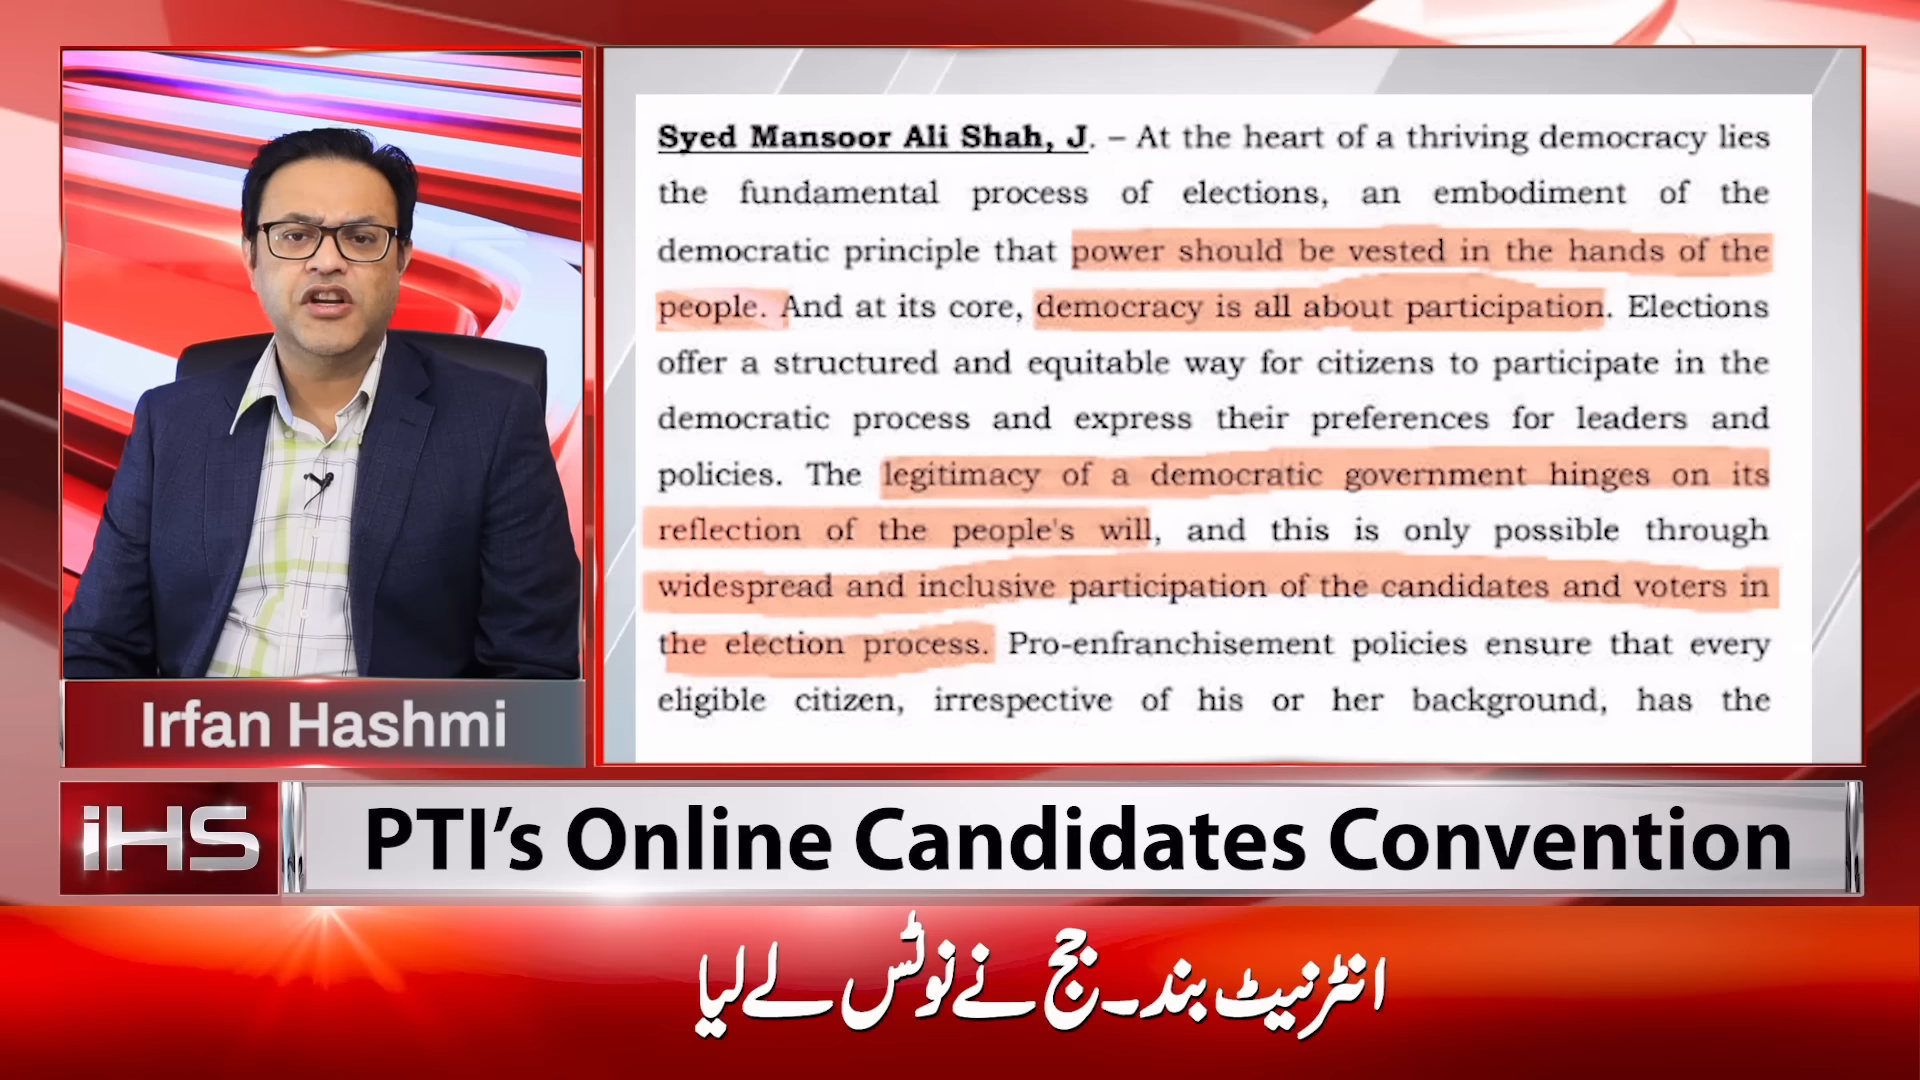 Syed Mansoor Ali Shah, J. – At the heart of a thriving democracy lies
the fundamental process of elections, an embodiment of the
democratic principle that power should be vested in the hands of the
people. And at its core, democracy is all about participation. Elections
offer a structured and equitable way for citizens to participate in the
democratic process and express their preferences for leaders and
policies. The legitimacy of a democratic government hinges on its
reflection of the people's will, and this is only possible through
widespread and inclusive participation of the candidates and voters in
the election process. Pro-enfranchisement policies ensure that every
eligible citizen, irrespective of his or her background, has the
Irfan Hashmi
iHS
PTI’s Online Candidates Convention
انٹرنیٹ بند۔ جج نے نوٹس لے لیا